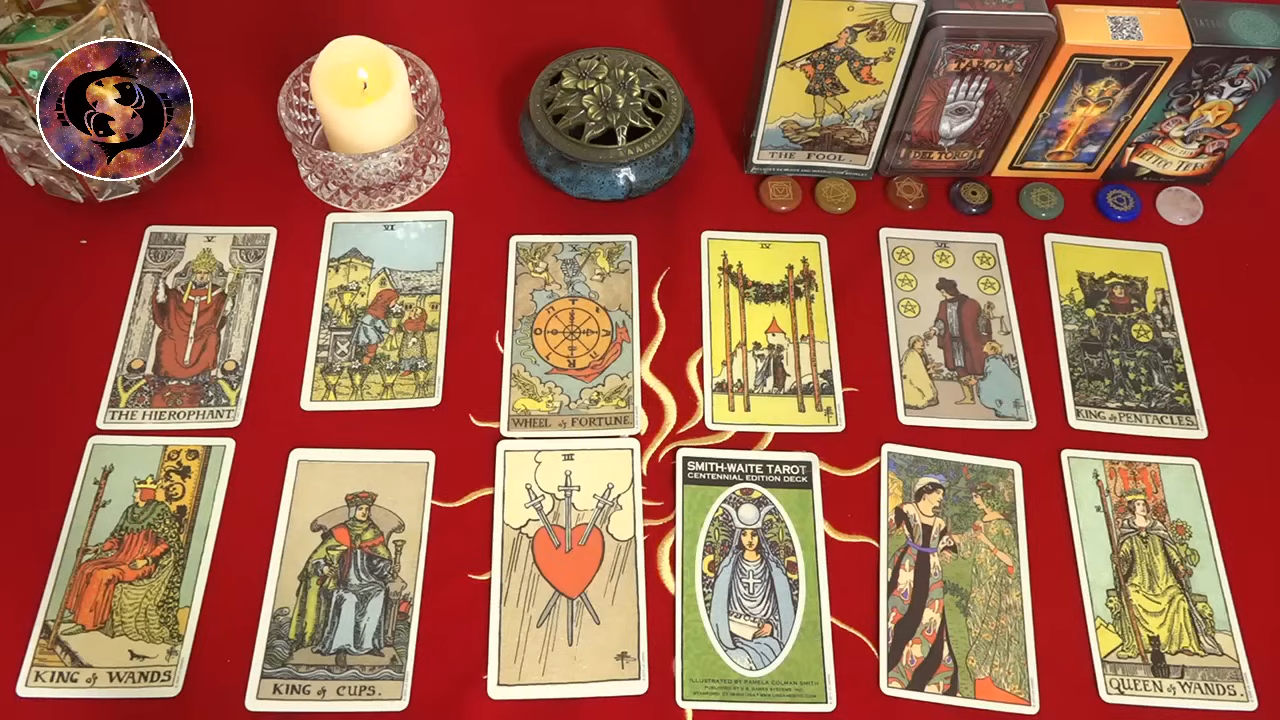 THE FOOL.
TAROT
DEL TORO
V
THE HIEROPHANT.
VI
X
WHEEL of FORTUNE.
IV
VI
KING of PENTACLES.
KING of WANDS
KING of CUPS.
III
SMITH-WAITE TAROT
CENTENNIAL EDITION DECK
ILLUSTRATED BY PAMELA COLMAN SMITH
QUEEN of WANDS.